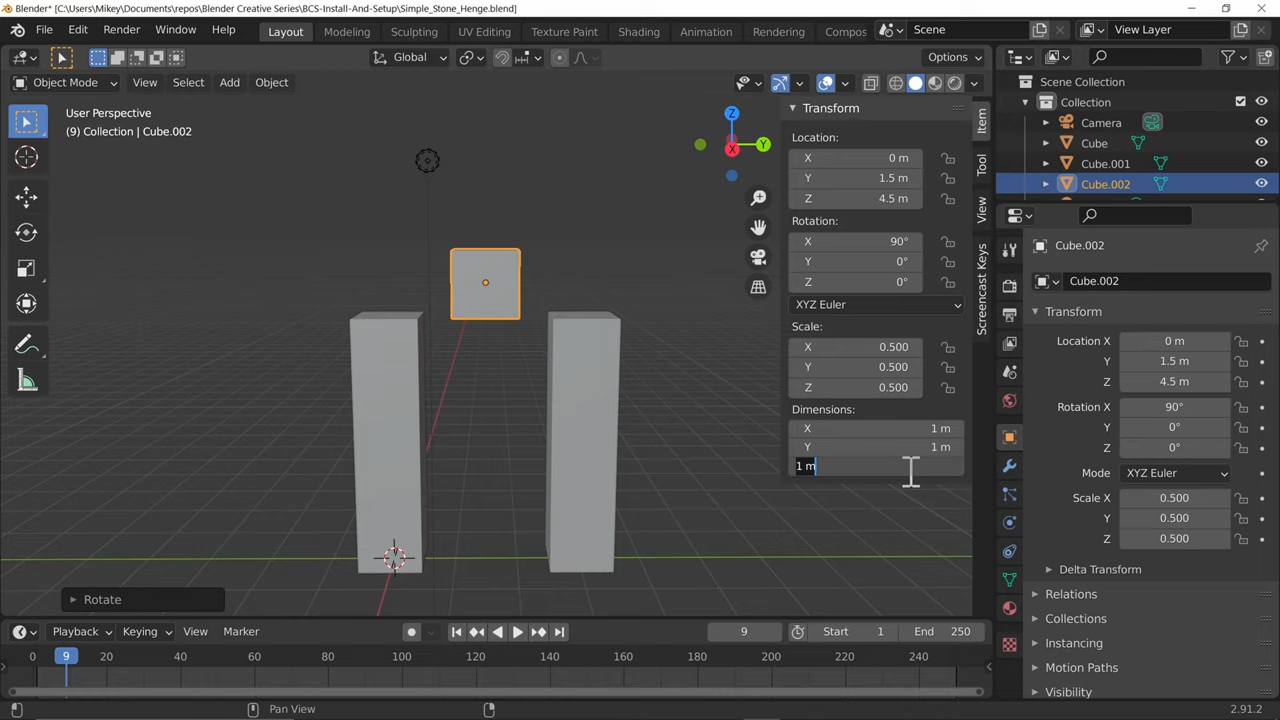 Blender* [C:\Users\Mikey\Documents\repos\Blender Creative Series\BCS-Install-And-Setup\Simple_Stone_Henge.blend]
File Edit Render Window Help Layout Modeling Sculpting UV Editing Texture Paint Shading Animation Rendering Compos Scene View Layer
Global Options
Object Mode View Select Add Object
User Perspective
(9) Collection | Cube.002
Z
Y
X
Transform
Location:
X 0 m
Y 1.5 m
Z 4.5 m
Rotation:
X 90°
Y 0°
Z 0°
XYZ Euler
Scale:
X 0.500
Y 0.500
Z 0.500
Dimensions:
X 1 m
Y 1 m
1 m
Item
Tool
View
Screencast Keys
Scene Collection
Collection
Camera
Cube
Cube.001
Cube.002
Cube.002
Cube.002
Transform
Location X 0 m
Y 1.5 m
Z 4.5 m
Rotation X 90°
Y 0°
Z 0°
Mode XYZ Euler
Scale X 0.500
Y 0.500
Z 0.500
Delta Transform
Relations
Collections
Instancing
Motion Paths
Visibility
Rotate
Playback Keying View Marker 9 Start 1 End 250
0 9 20 40 60 80 100 120 140 160 180 200 220 240
Pan View 2.91.2